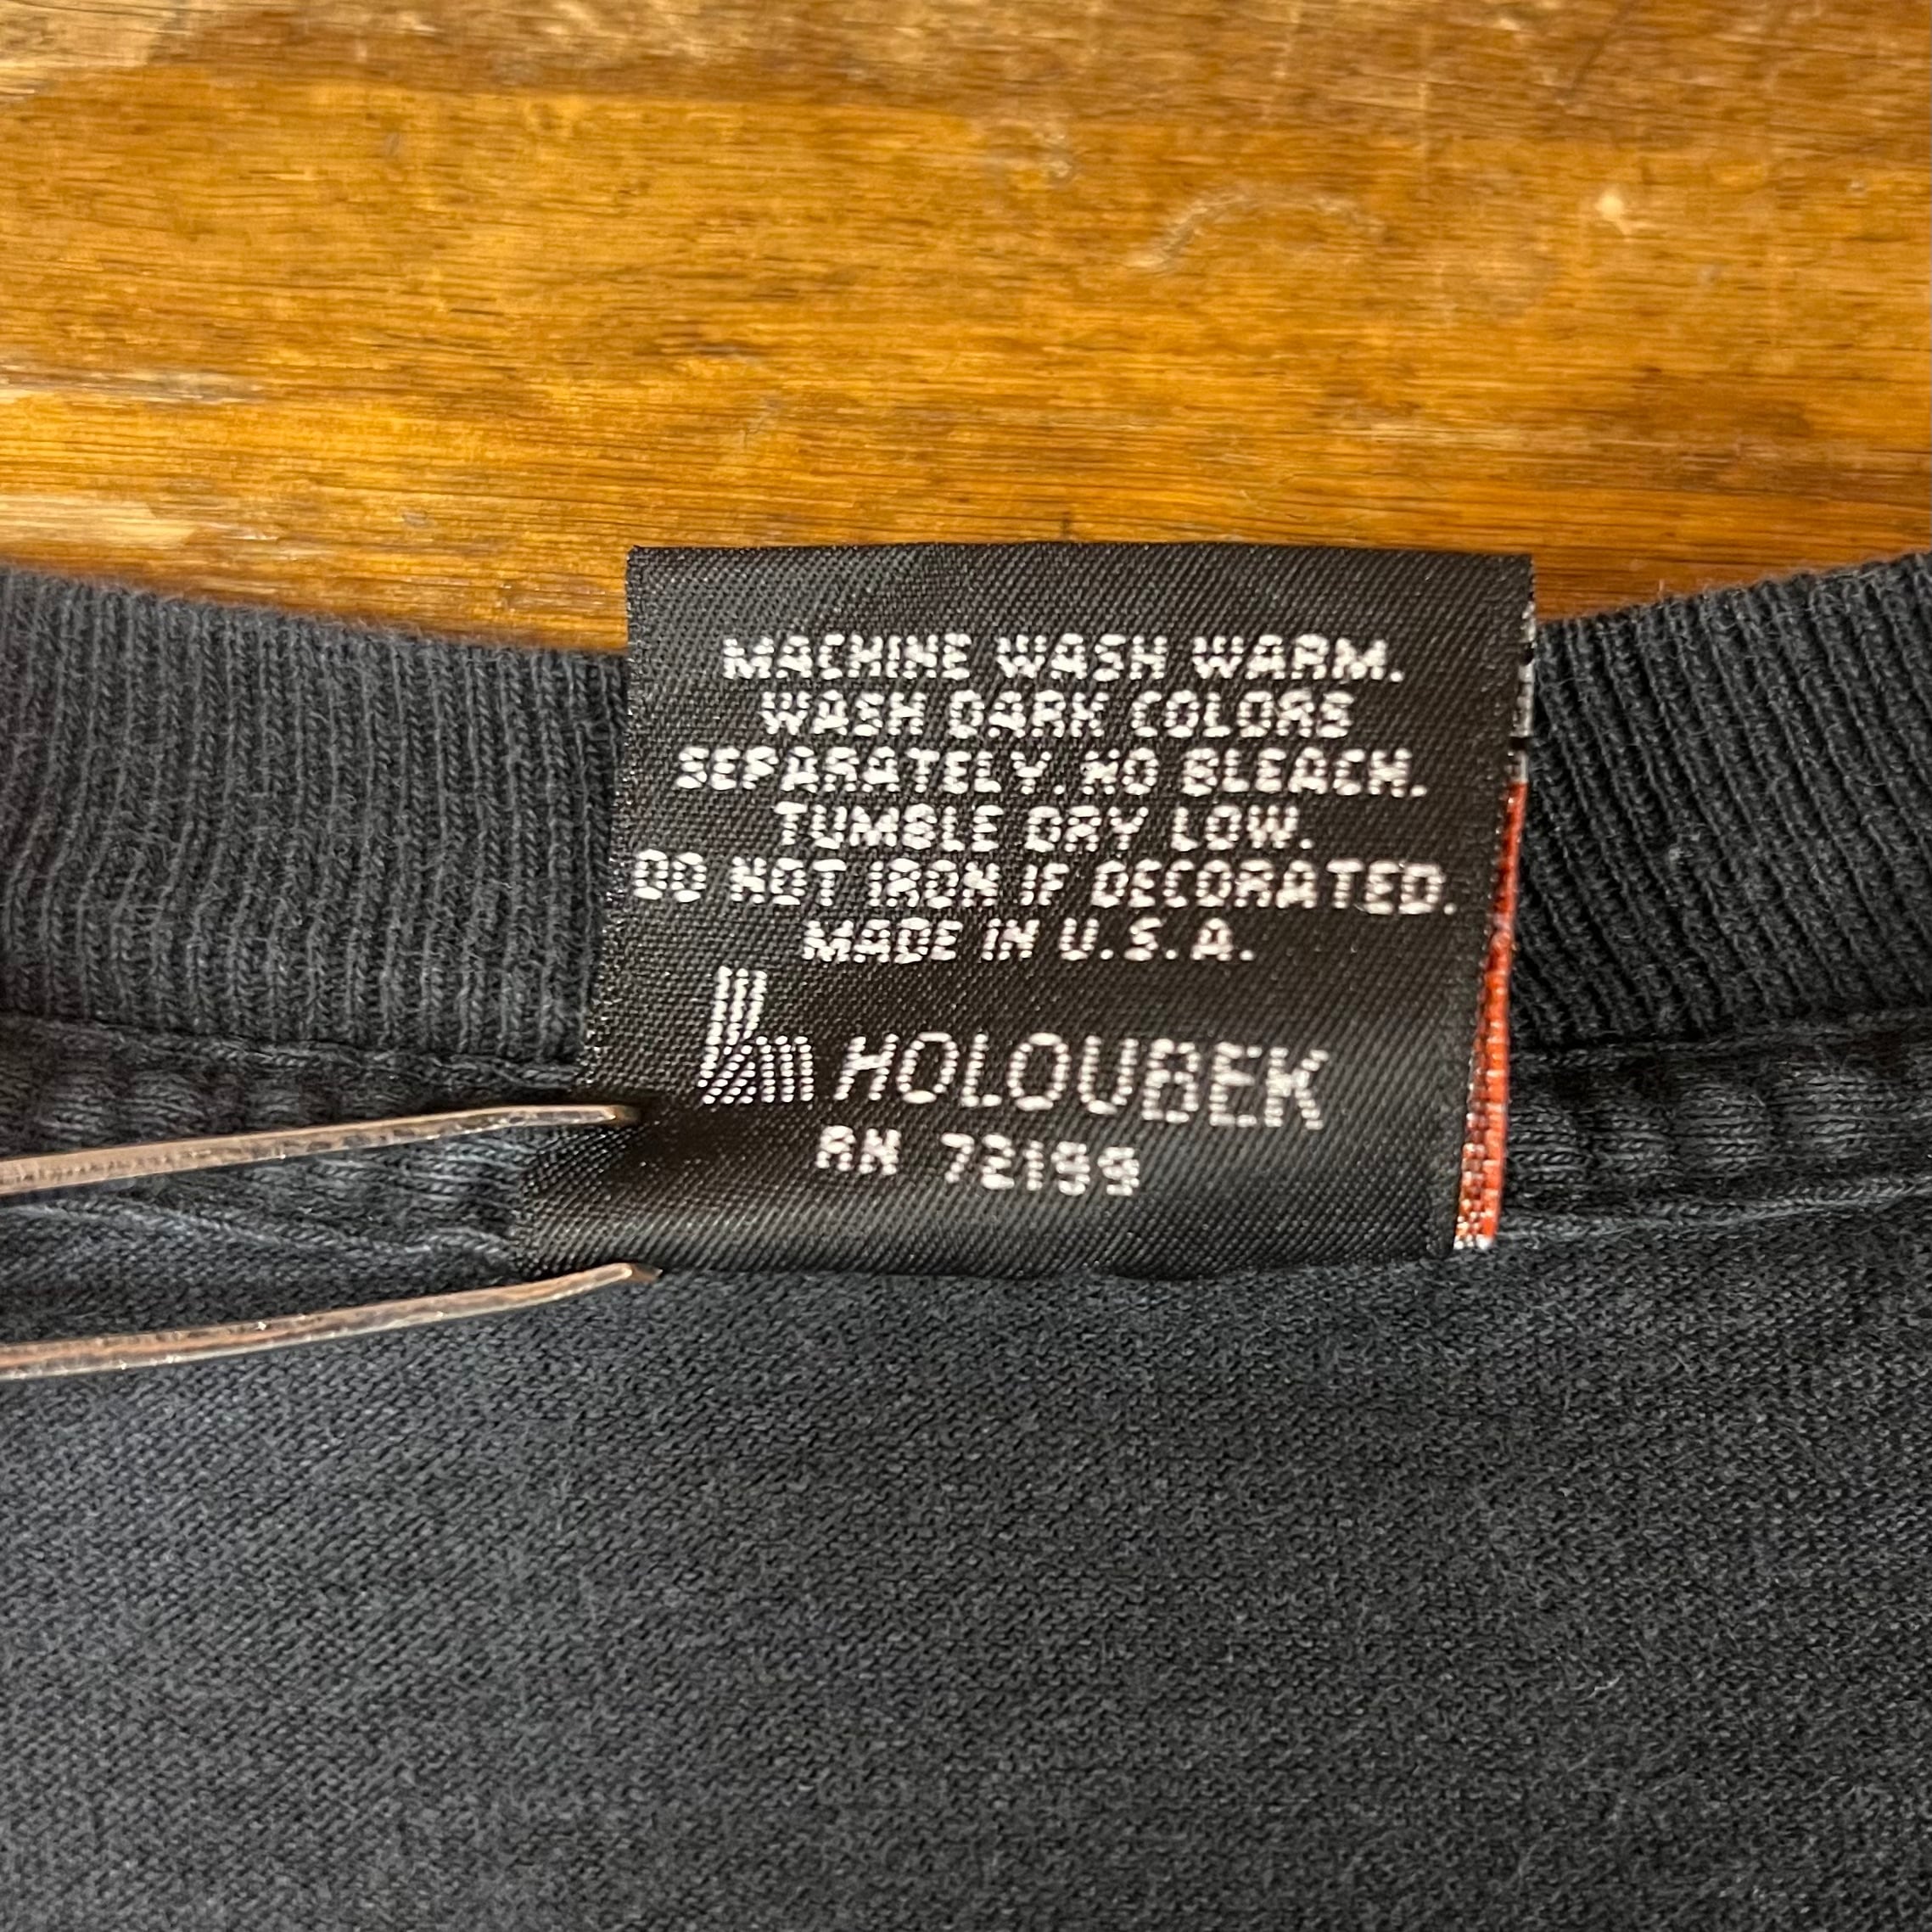 MACHINE WASH WARM.
WASH DARK COLORS
SEPARATELY. NO BLEACH.
TUMBLE DRY LOW.
DO NOT IRON IF DECORATED.
MADE IN U.S.A.
HOLOUBEK
RN 72199